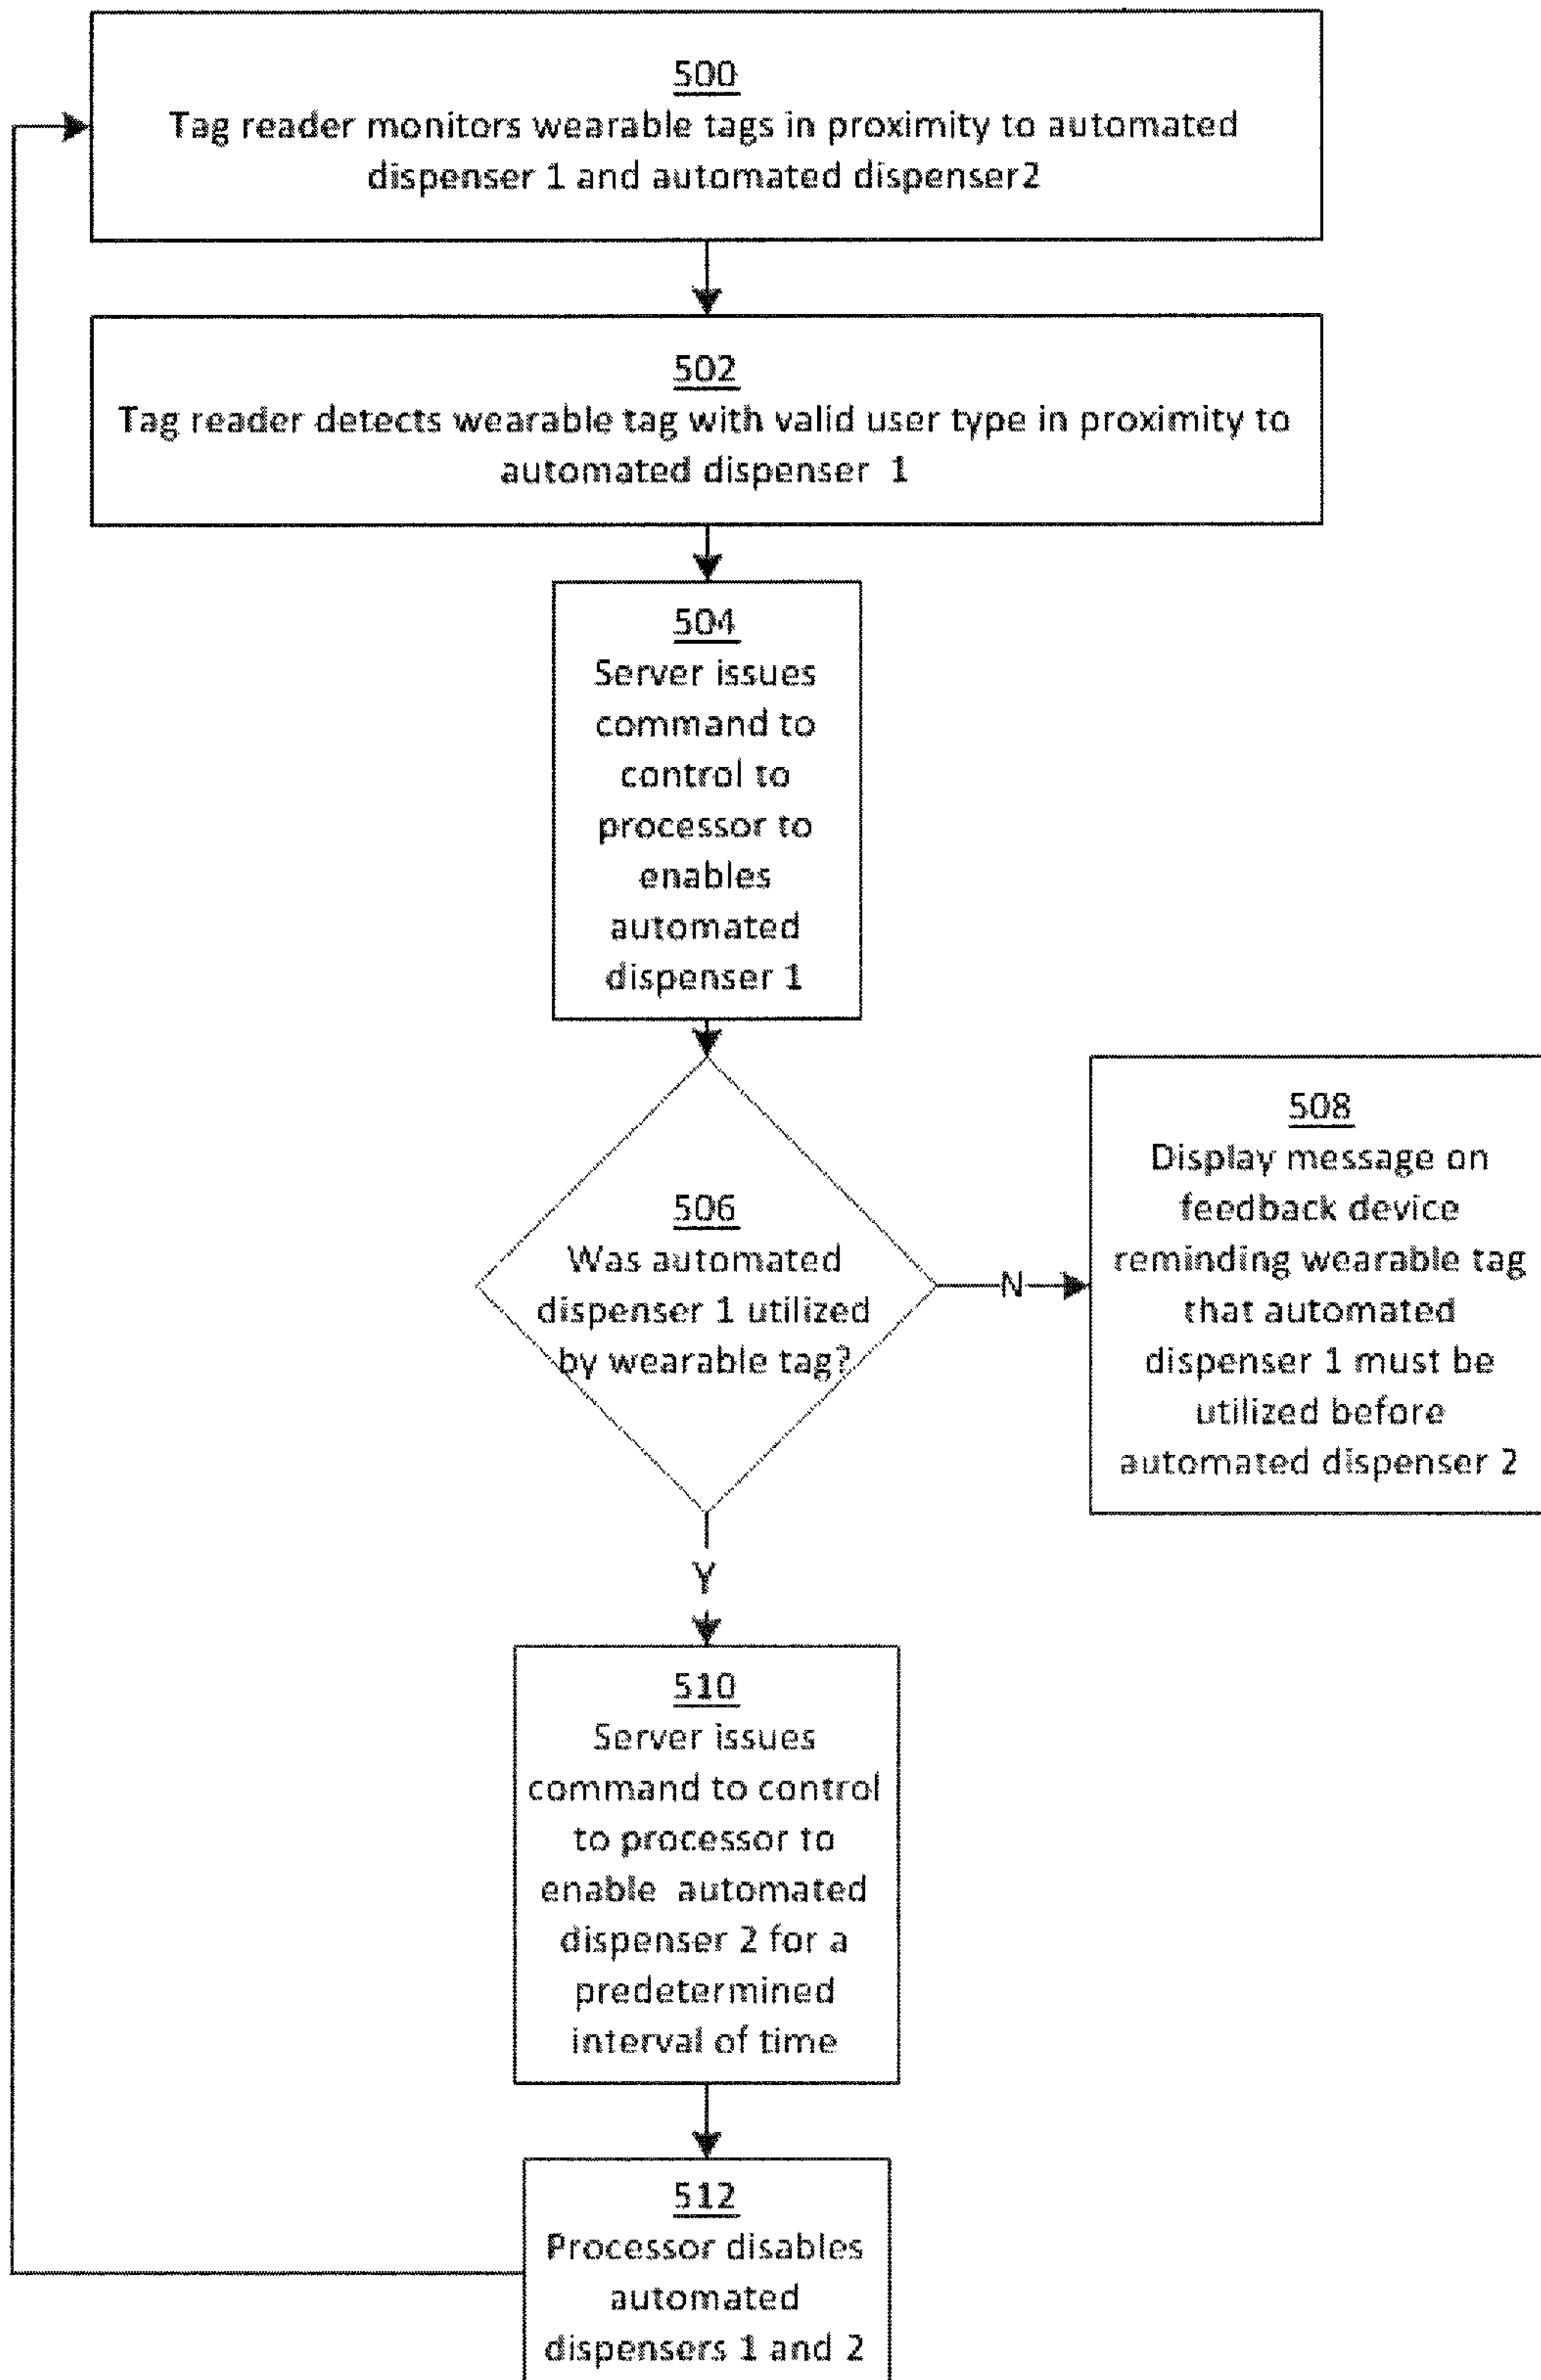 500
Tag reader monitors wearable tags in proximity to automated
dispenser 1 and automated dispenser2
502
Tag reader detects wearable tag with valid user type in proximity to
automated dispenser 1
504
Server issues
command to
control to
processor to
enables
automated
dispenser 1
506
Was automated
dispenser 1 utilized
by wearable tag?
N
508
Display message on
feedback device
reminding wearable tag
that automated
dispenser 1 must be
utilized before
automated dispenser 2
Y
510
Server issues
command to control
to processor to
enable automated
dispenser 2 for a
predetermined
interval of time
512
Processor disables
automated
dispensers 1 and 2